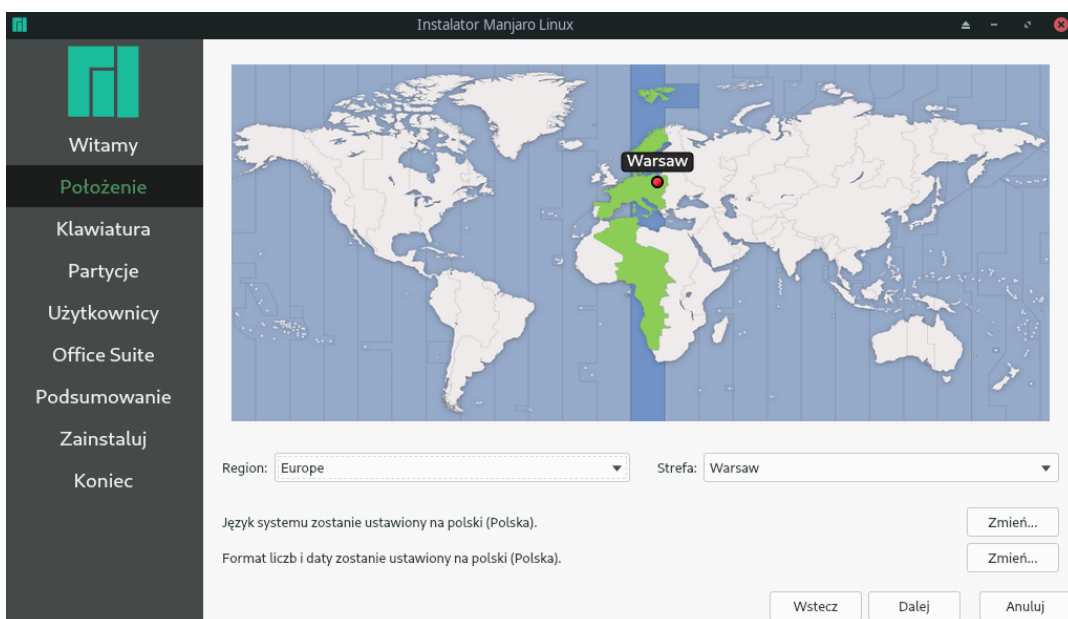 Instalator Manjaro Linux
Witamy
Położenie
Klawiatura
Partycje
Użytkownicy
Office Suite
Podsumowanie
Zainstaluj
Koniec
Warsaw
Region: Europe Strefa: Warsaw
Język systemu zostanie ustawiony na polski (Polska). Zmień...
Format liczb i daty zostanie ustawiony na polski (Polska). Zmień...
Wstecz Dalej Anuluj